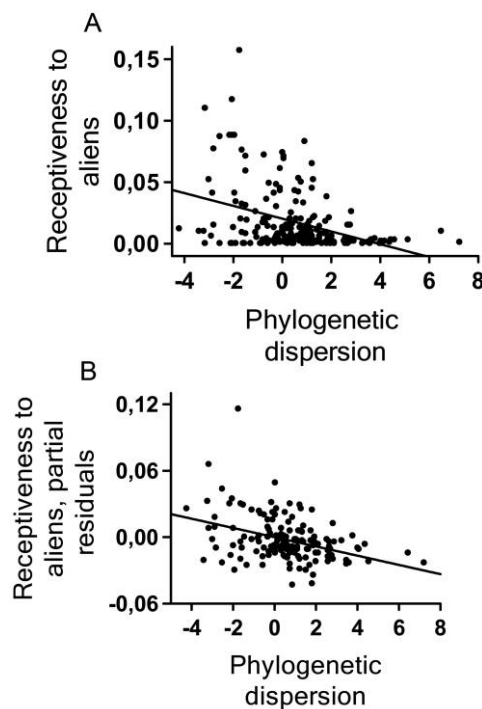 A
Receptiveness to
aliens
0,15
0,10
0,05
0,00
-4 -2 0 2 4 6 8
Phylogenetic
dispersion
B
Receptiveness to
aliens, partial
residuals
0,12
0,06
0,00
-0,06
-4 -2 0 2 4 6 8
Phylogenetic
dispersion